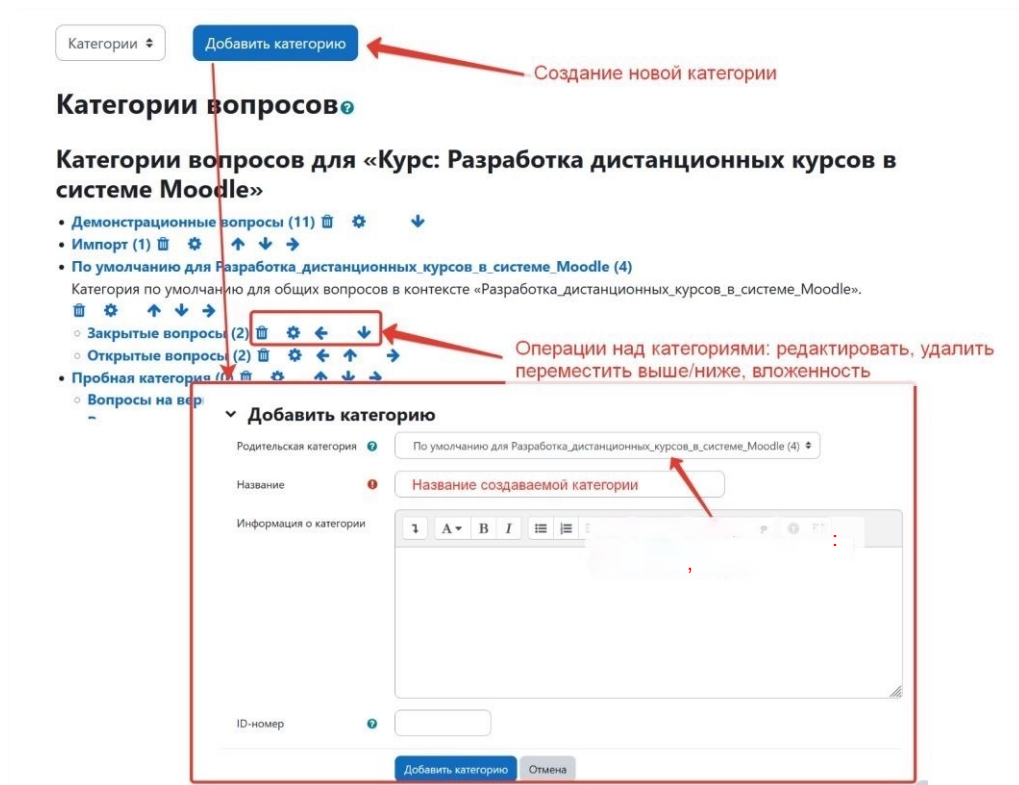 Категории
Добавить категорию
Создание новой категории
Категории вопросов
Категории вопросов для «Курс: Разработка дистанционных курсов в
системе Moodle»
• Демонстрационные вопросы (11)
• Импорт (1)
• По умолчанию для Разработка_дистанционных_курсов_в_системе_Moodle (4)
Категория по умолчанию для общих вопросов в контексте «Разработка_дистанционных_курсов_в_системе_Moodle».
○ Закрытые вопросы (2)
○ Открытые вопросы (2)
Операции над категориями: редактировать, удалить
переместить выше/ниже, вложенность
• Пробная категория
○ Вопросы на
Добавить категорию
Родительская категория
По умолчанию для Разработка_дистанционных_курсов_в_системе_Moodle (4)
Название
Название создаваемой категории
Информация о категории
A B I
:
,
ID-номер
Добавить категорию Отмена